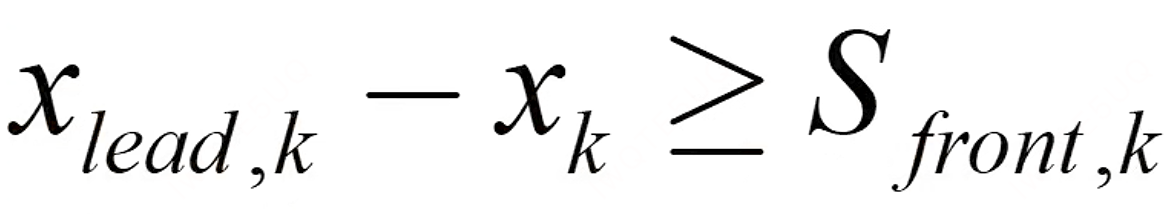 x_{lead,k} − x_k ≥ S_{front,k}